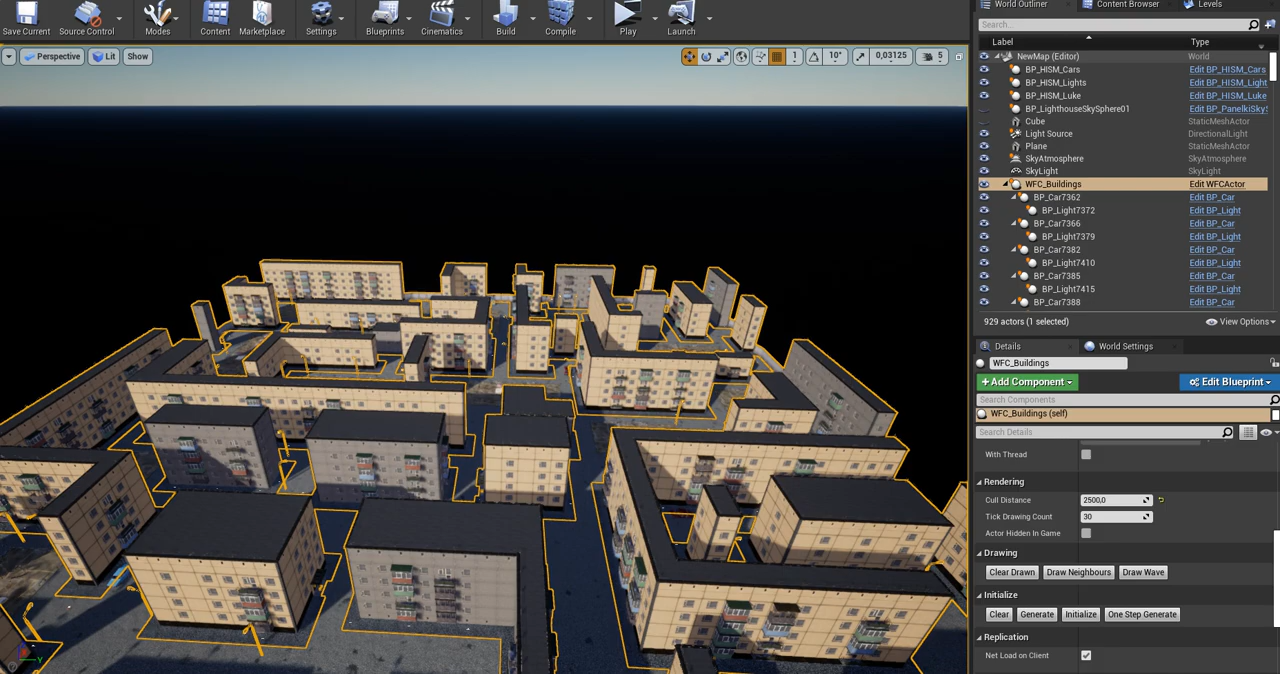 World Outliner Content Browser Levels
Save Current Source Control Modes Content Marketplace Settings Blueprints Cinematics Build Compile Play Launch
Search...
Label Type
Perspective Lit Show 10° 0,03125 5
NewMap (Editor) World
BP_HISM_Cars Edit BP_HISM_Cars
BP_HISM_Lights Edit BP_HISM_Light
BP_HISM_Luke Edit BP_HISM_Luke
BP_LighthouseSkySphere01 Edit BP_PanelkiSky
Cube StaticMeshActor
Light Source DirectionalLight
Plane StaticMeshActor
SkyAtmosphere SkyAtmosphere
SkyLight SkyLight
WFC_Buildings Edit WFCActor
BP_Car7362 Edit BP_Car
BP_Light7372 Edit BP_Light
BP_Car7366 Edit BP_Car
BP_Light7379 Edit BP_Light
BP_Car7382 Edit BP_Car
BP_Light7410 Edit BP_Light
BP_Car7385 Edit BP_Car
BP_Light7415 Edit BP_Light
BP_Car7388 Edit BP_Car
929 actors (1 selected) View Options
Details World Settings
WFC_Buildings
+Add Component Edit Blueprint
Search Components
WFC_Buildings (self)
Search Details
With Thread
Rendering
Cull Distance 2500,0
Tick Drawing Count 30
Actor Hidden In Game
Drawing
Clear Drawn Draw Neighbours Draw Wave
Initialize
Clear Generate Initialize One Step Generate
Replication
Net Load on Client
Y